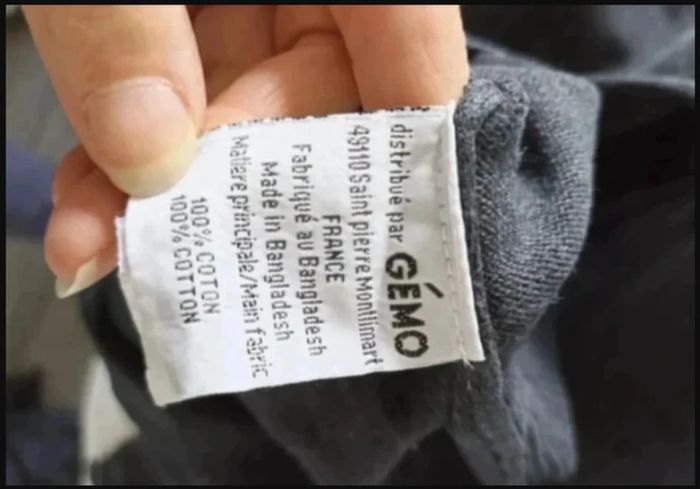 distribué par GÉMO
49110 Saint pierre Montlimart
FRANCE
Fabriqué au Bangladesh
Made in Bangladesh
Matiere principale/Main fabric
100% COTON
100% COTTON